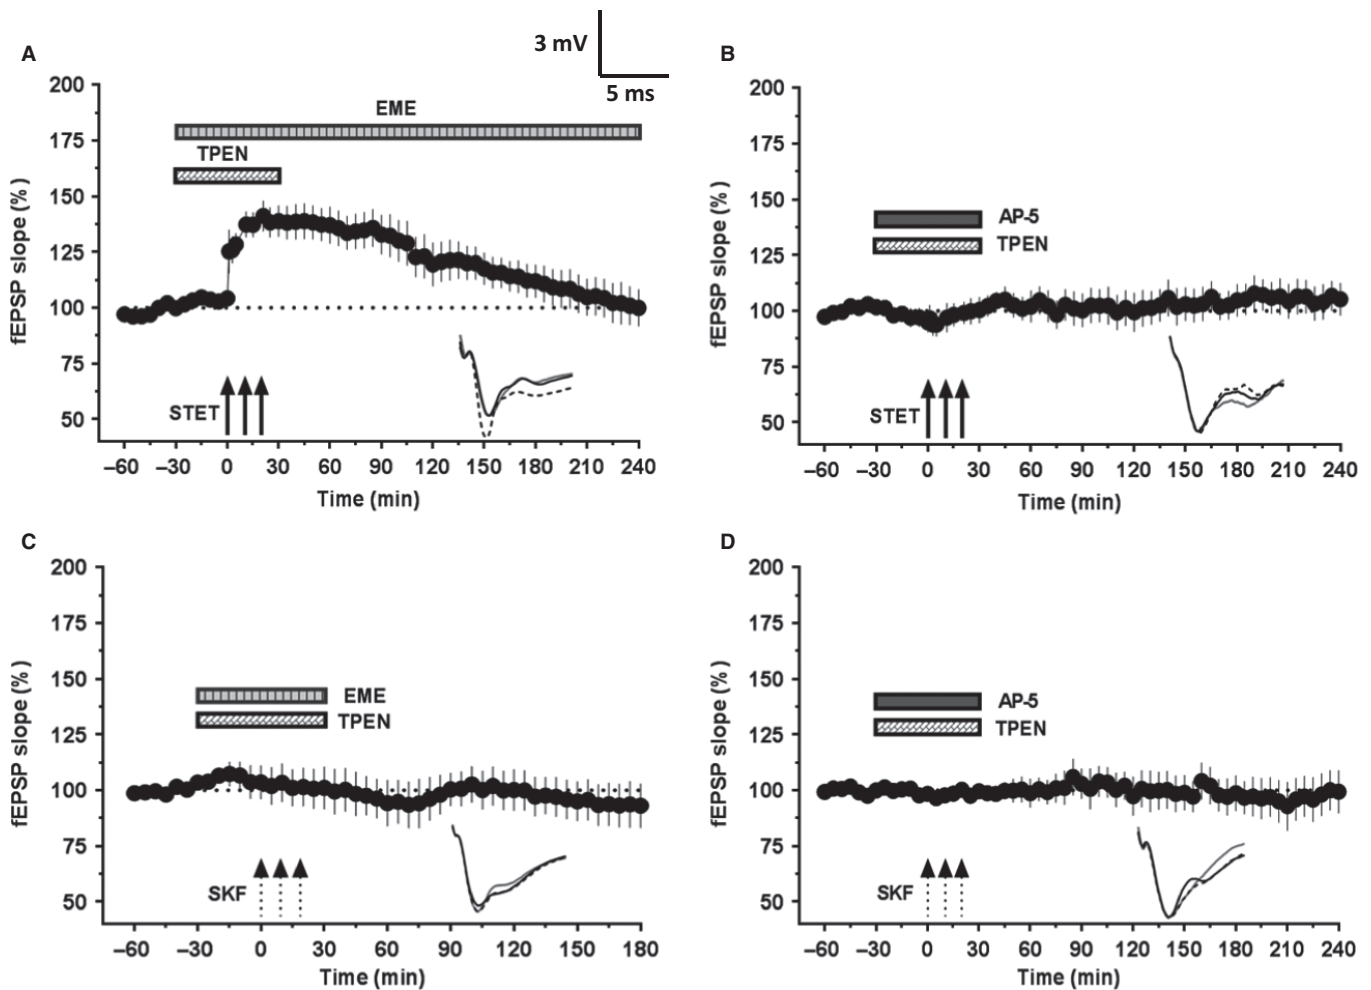 A
3 mV
5 ms
200
175
150
125
100
75
50
fEPSP slope (%)
EME
TPEN
STET
–60 –30 0 30 60 90 120 150 180 210 240
Time (min)
B
200
175
150
125
100
75
50
fEPSP slope (%)
AP-5
TPEN
STET
–60 –30 0 30 60 90 120 150 180 210 240
Time (min)
C
200
175
150
125
100
75
50
fEPSP slope (%)
EME
TPEN
SKF
–60 –30 0 30 60 90 120 150 180
Time (min)
D
200
175
150
125
100
75
50
fEPSP slope (%)
AP-5
TPEN
SKF
–60 –30 0 30 60 90 120 150 180 210 240
Time (min)